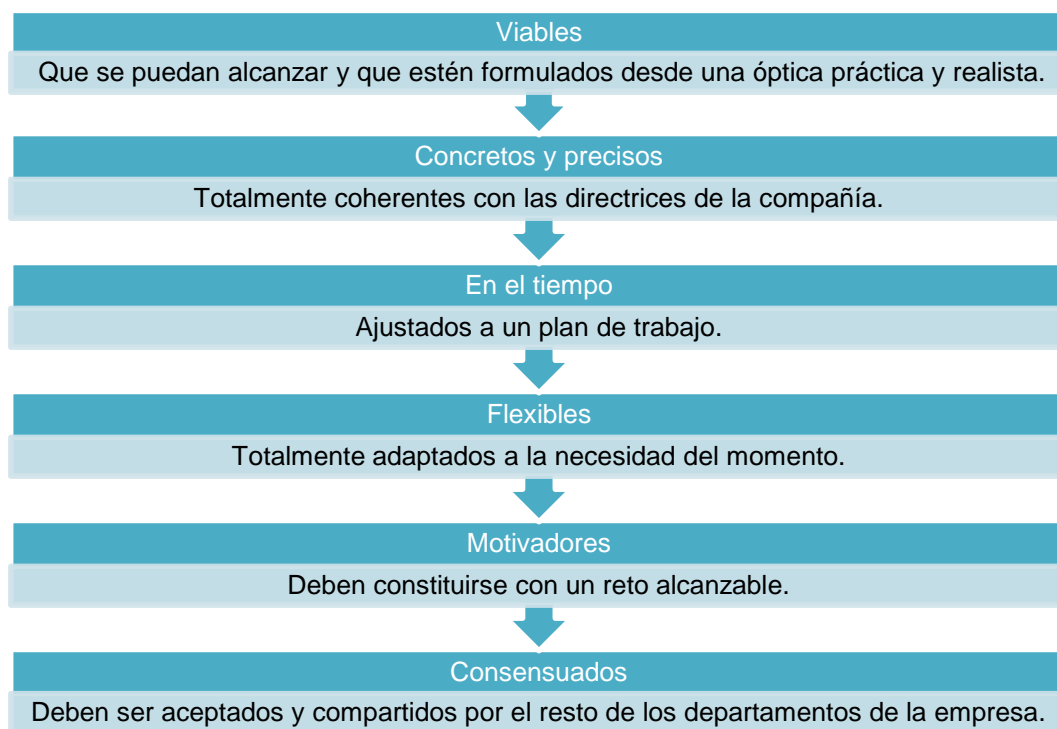 Viables
Que se puedan alcanzar y que estén formulados desde una óptica práctica y realista.
Concretos y precisos
Totalmente coherentes con las directrices de la compañía.
En el tiempo
Ajustados a un plan de trabajo.
Flexibles
Totalmente adaptados a la necesidad del momento.
Motivadores
Deben constituirse con un reto alcanzable.
Consensuados
Deben ser aceptados y compartidos por el resto de los departamentos de la empresa.